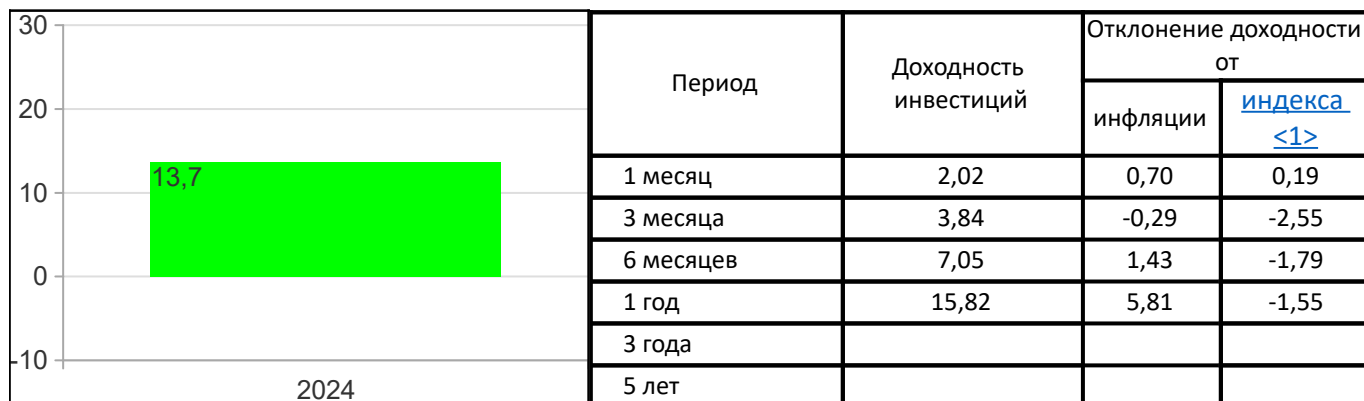 30
20
10
0
-10
13,7
2024
Период
Доходность
инвестиций
Отклонение доходности
от
инфляции
индекса
<1>
1 месяц 2,02 0,70 0,19
3 месяца 3,84 -0,29 -2,55
6 месяцев 7,05 1,43 -1,79
1 год 15,82 5,81 -1,55
3 года
5 лет